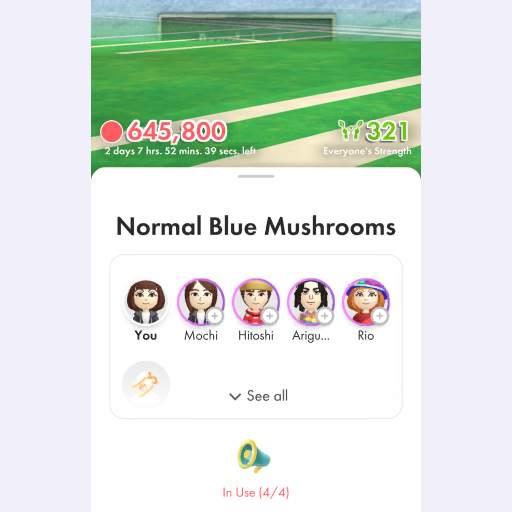 645,800
321
2 days 7 hrs. 52 mins. 39 secs. left
Everyone's Strength
Normal Blue Mushrooms
You
Mochi
Hitoshi
Arigu...
Rio
See all
In Use (4/4)